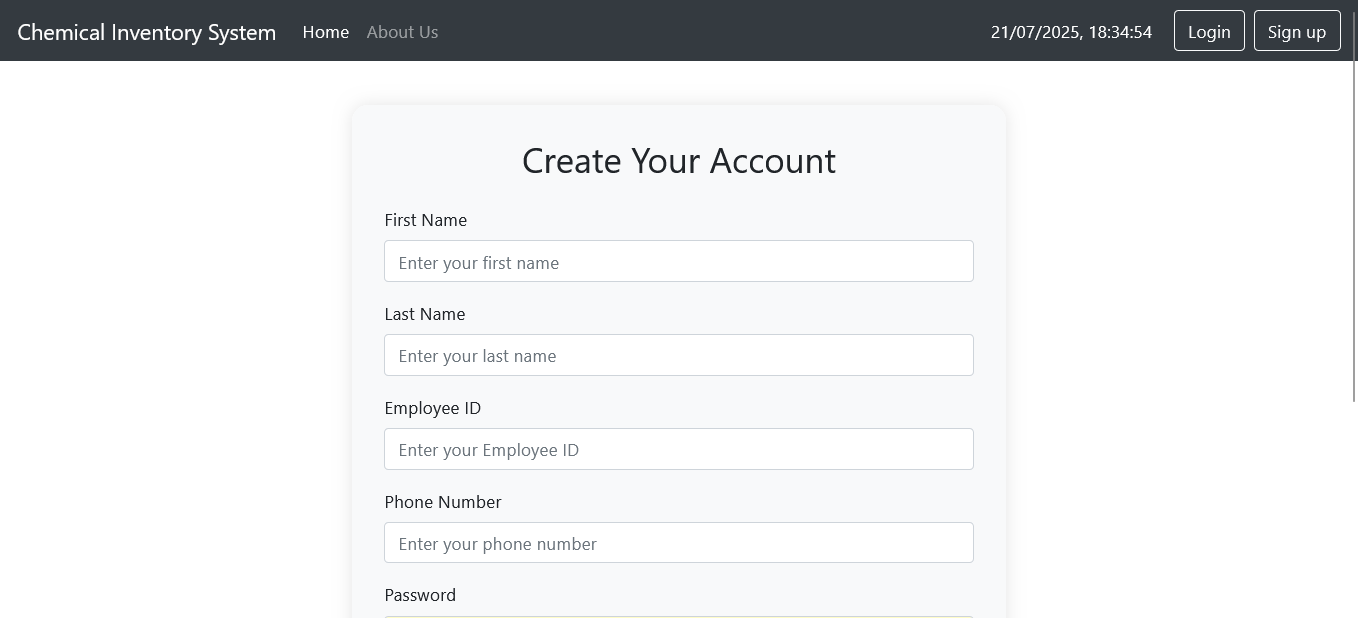 Chemical Inventory System Home About Us 21/07/2025, 18:34:54 Login Sign up
Create Your Account
First Name
Enter your first name
Last Name
Enter your last name
Employee ID
Enter your Employee ID
Phone Number
Enter your phone number
Password